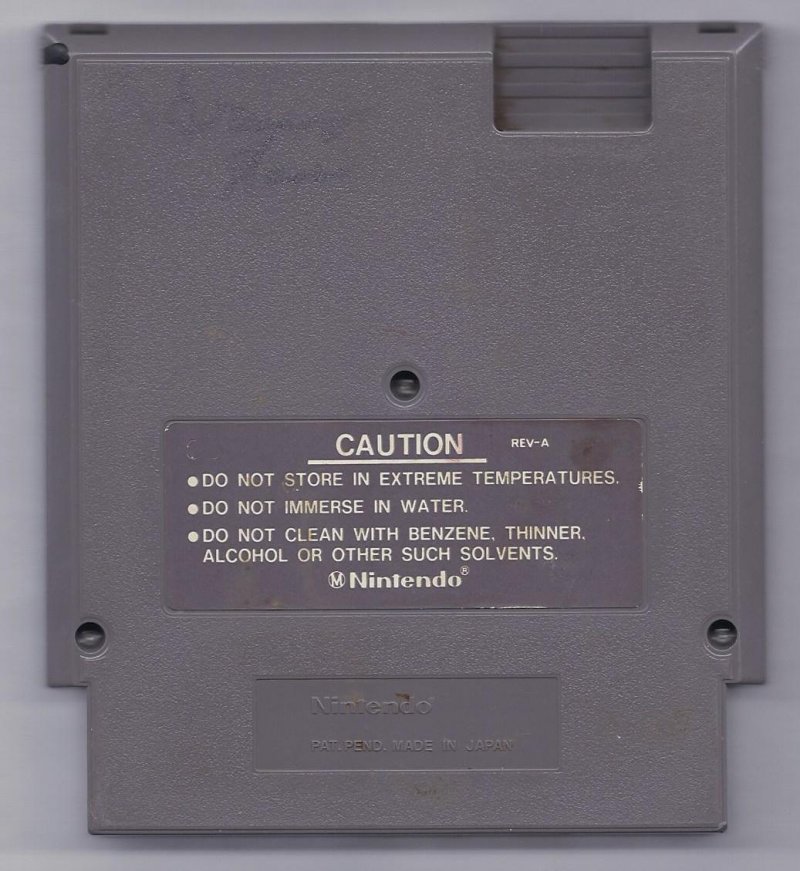 CAUTION REV-A
●DO NOT STORE IN EXTREME TEMPERATURES.
●DO NOT IMMERSE IN WATER.
●DO NOT CLEAN WITH BENZENE, THINNER,
ALCOHOL OR OTHER SUCH SOLVENTS.
Ⓜ Nintendo®
Nintendo
PAT. PEND. MADE IN JAPAN